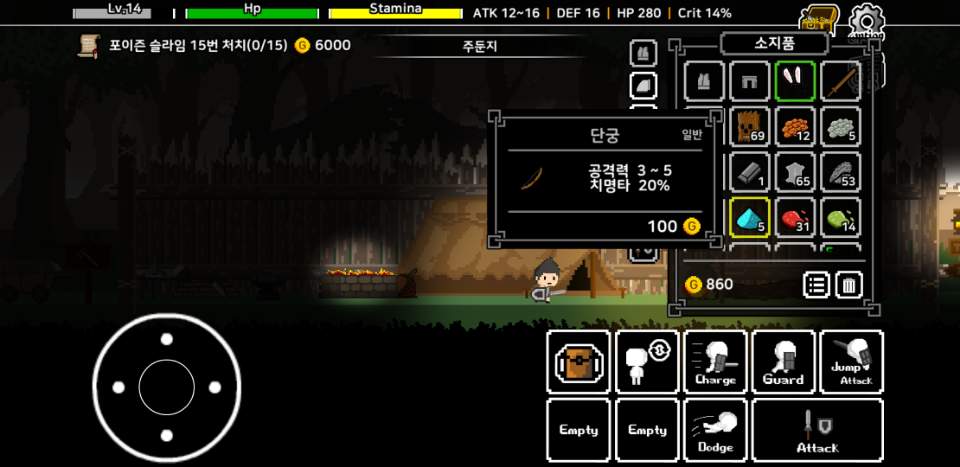 Lv.14
Hp
Stamina
ATK 12~16 | DEF 16 | HP 280 | Crit 14%
포이즌 슬라임 15번 처치(0/15) G 6000
주둔지
소지품
단궁
일반
공격력 3 ~ 5
치명타 20%
100 G
69
12
5
1
65
53
5
31
14
G 860
Charge
Guard
Jump
Attack
Empty
Empty
Dodge
Attack